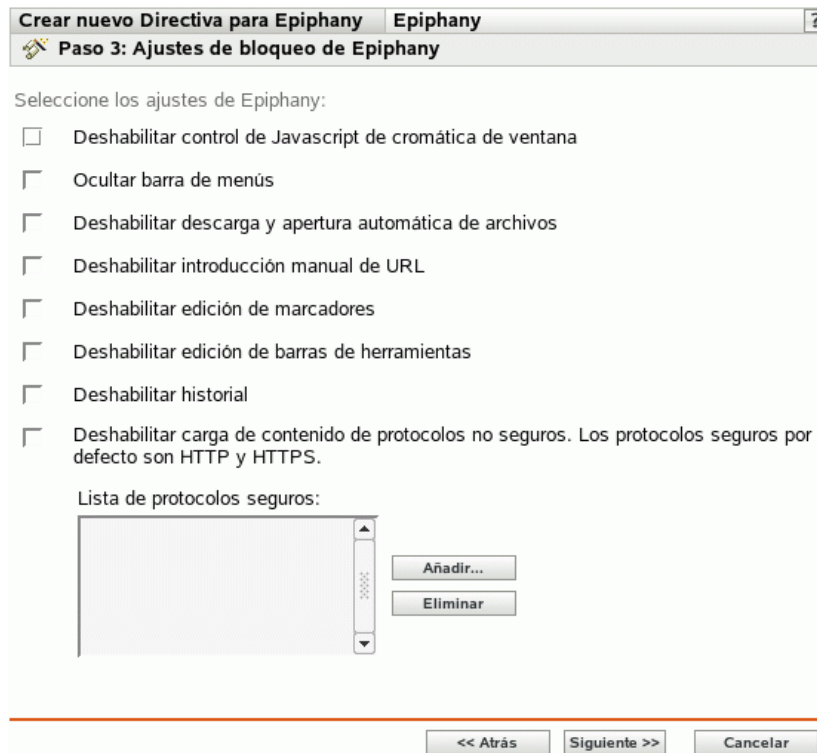 Crear nuevo Directiva para Epiphany Epiphany ?
Paso 3: Ajustes de bloqueo de Epiphany
Seleccione los ajustes de Epiphany:
Deshabilitar control de Javascript de cromática de ventana
Ocultar barra de menús
Deshabilitar descarga y apertura automática de archivos
Deshabilitar introducción manual de URL
Deshabilitar edición de marcadores
Deshabilitar edición de barras de herramientas
Deshabilitar historial
Deshabilitar carga de contenido de protocolos no seguros. Los protocolos seguros por
defecto son HTTP y HTTPS.
Lista de protocolos seguros:
Añadir...
Eliminar
<< Atrás Siguiente >> Cancelar